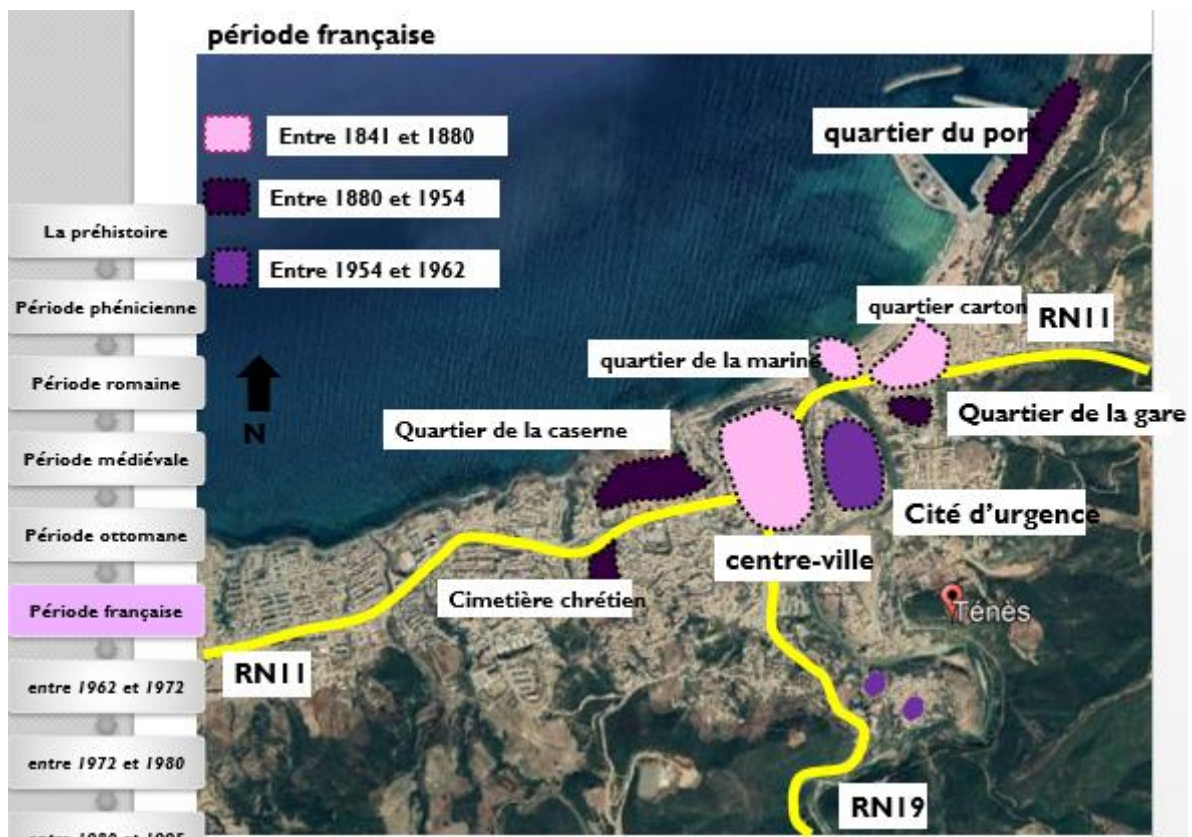 période française
Entre 1841 et 1880
Entre 1880 et 1954
Entre 1954 et 1962
La préhistoire
Période phénicienne
Période romaine
Période médiévale
Période ottomane
Période française
entre 1962 et 1972
entre 1972 et 1980
N
quartier du port
quartier carton
RN11
quartier de la marine
Quartier de la gare
Quartier de la caserne
Cité d’urgence
centre-ville
Cimetière chrétien
Ténès
RN11
RN19